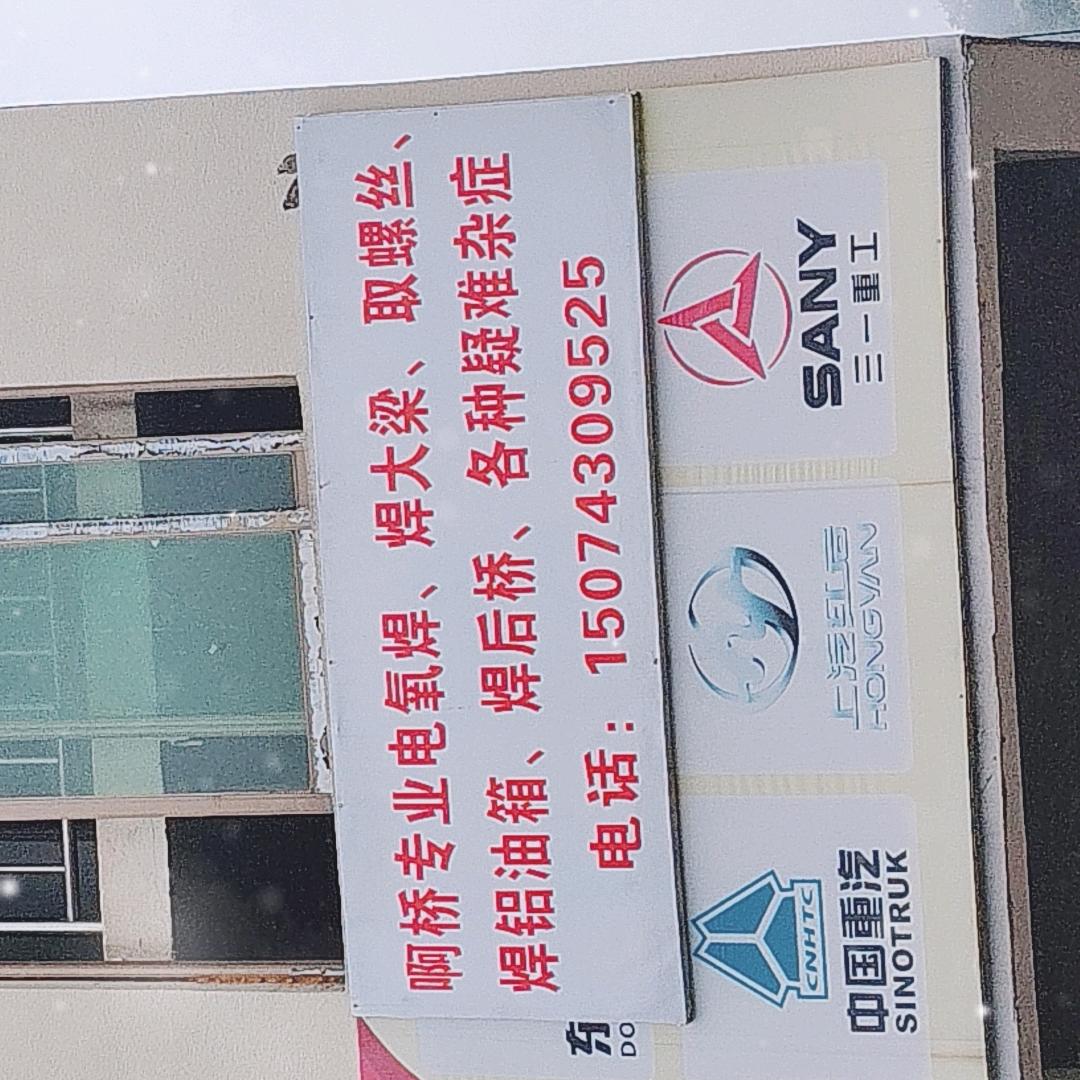 啊桥专业电氧焊、焊大梁、取螺丝、
焊铝油箱、焊后桥、各种疑难杂症
电话：15074309525
东
DO
CNHTC
中国重汽
SINOTRUK
上汽红岩
HONGYAN
SANY
三一重工